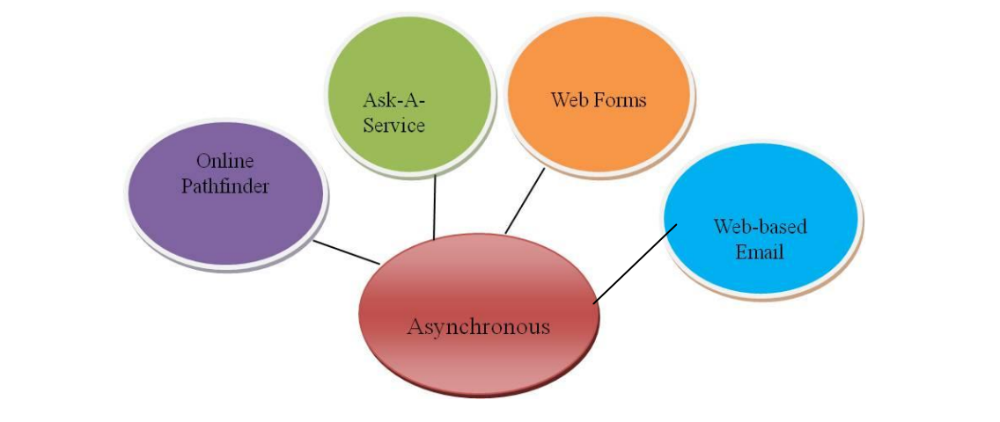 Ask-A-
Service
Web Forms
Online
Pathfinder
Web-based
Email
Asynchronous